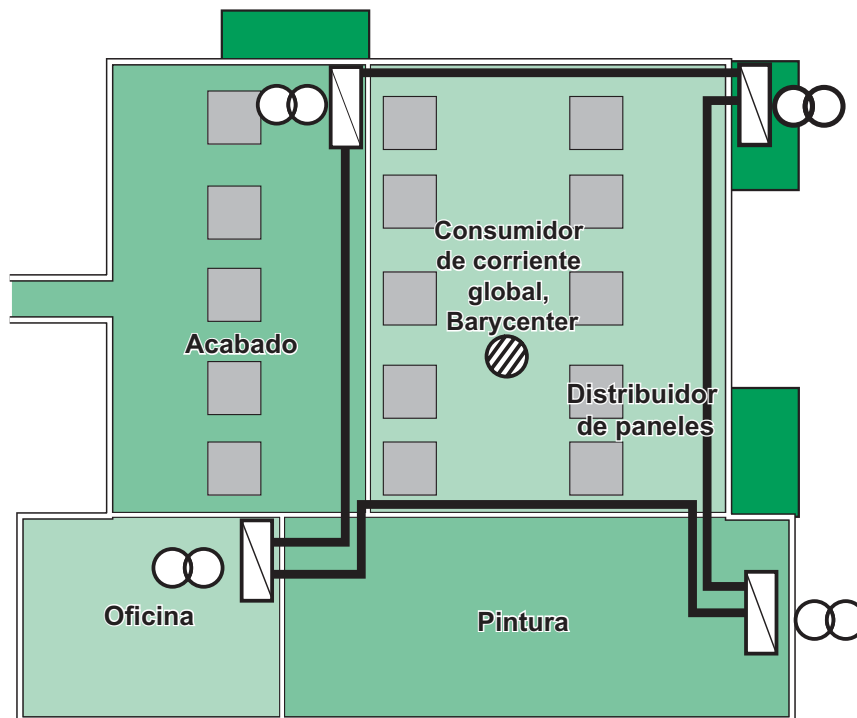 Consumidor
de corriente
global,
Barycenter
Acabado
Distribuidor
de paneles
Oficina
Pintura